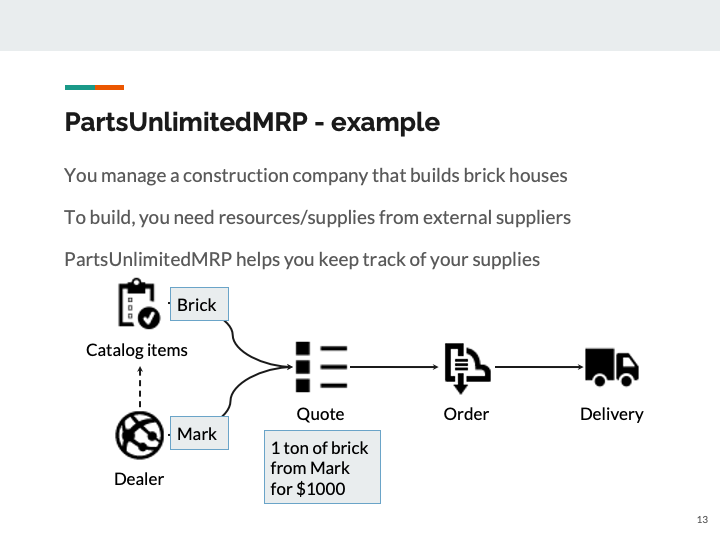 PartsUnlimitedMRP - example
You manage a construction company that builds brick houses
To build, you need resources/supplies from external suppliers
PartsUnlimitedMRP helps you keep track of your supplies
Brick
Catalog items
Mark
Dealer
Quote
1 ton of brick
from Mark
for $1000
Order
Delivery
13